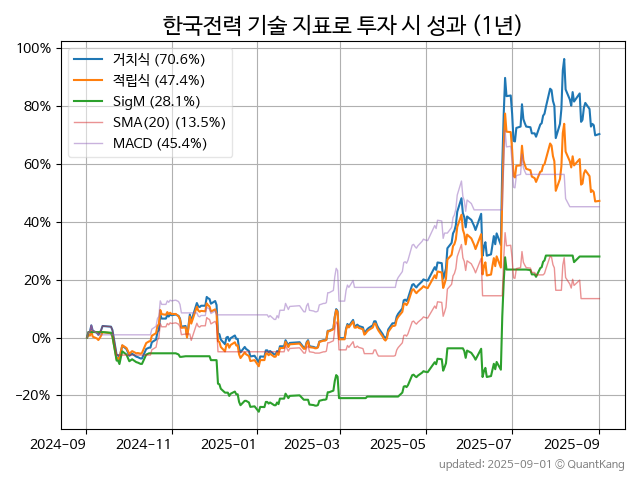 한국전력 기술 지표로 투자 시 성과 (1년)
100%
80%
60%
40%
20%
0%
−20%
거치식 (70.6%)
적립식 (47.4%)
SigM (28.1%)
SMA(20) (13.5%)
MACD (45.4%)
2024-09 2024-11 2025-01 2025-03 2025-05 2025-07 2025-09
updated: 2025-09-01 © QuantKang